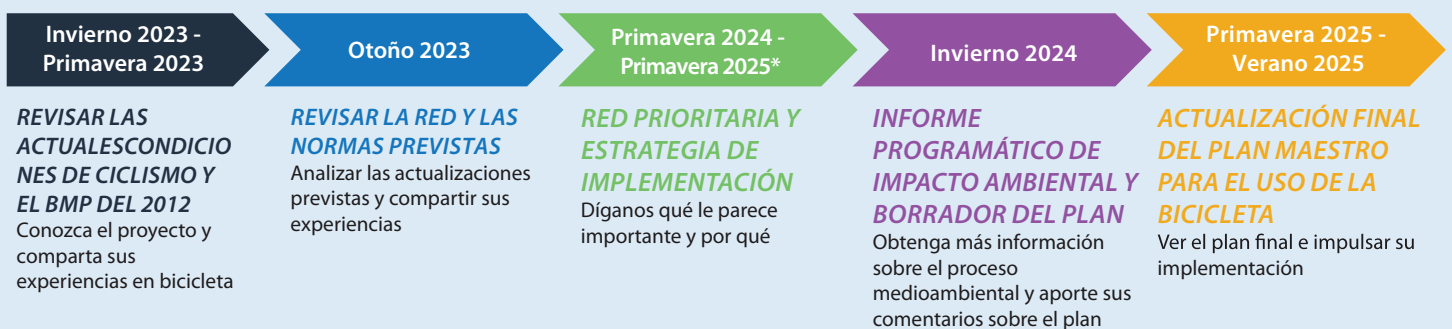 Invierno 2023 -
Primavera 2023
REVISAR LAS
ACTUALESCONDICIO
NES DE CICLISMO Y
EL BMP DEL 2012
Conozca el proyecto y
comparta sus
experiencias en bicicleta
Otoño 2023
REVISAR LA RED Y LAS
NORMAS PREVISTAS
Analizar las actualizaciones
previstas y compartir sus
experiencias
Primavera 2024 -
Primavera 2025*
RED PRIORITARIA Y
ESTRATEGIA DE
IMPLEMENTACIÓN
Díganos qué le parece
importante y por qué
Invierno 2024
INFORME
PROGRAMÁTICO DE
IMPACTO AMBIENTAL Y
BORRADOR DEL PLAN
Obtenga más información
sobre el proceso
medioambiental y aporte sus
comentarios sobre el plan
Primavera 2025 -
Verano 2025
ACTUALIZACIÓN FINAL
DEL PLAN MAESTRO
PARA EL USO DE LA
BICICLETA
Ver el plan final e impulsar su
implementación